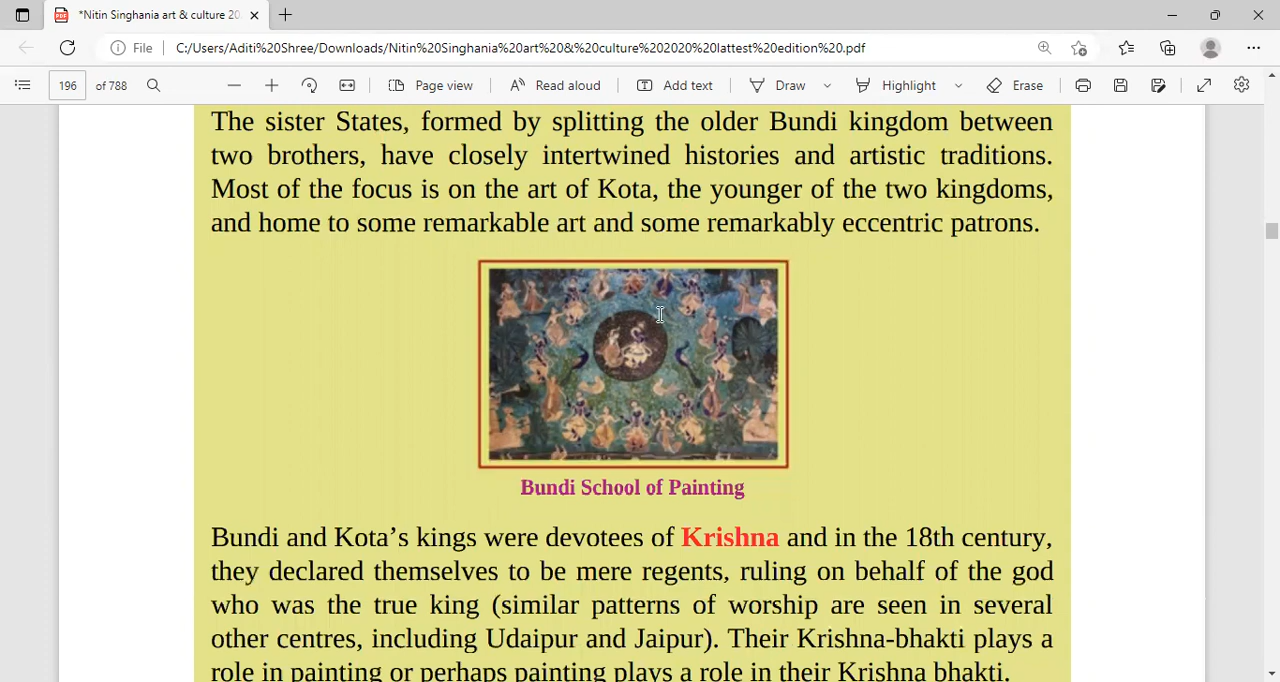 *Nitin Singhania art & culture 20
File
C:/Users/Aditi%20Shree/Downloads/Nitin%20Singhania%20art%20&%20culture%202020%20lattest%20edition%20.pdf
196 of 788
Page view
Read aloud
Add text
Draw
Highlight
Erase
The sister States, formed by splitting the older Bundi kingdom between
two brothers, have closely intertwined histories and artistic traditions.
Most of the focus is on the art of Kota, the younger of the two kingdoms,
and home to some remarkable art and some remarkably eccentric patrons.
Bundi School of Painting
Bundi and Kota’s kings were devotees of Krishna and in the 18th century,
they declared themselves to be mere regents, ruling on behalf of the god
who was the true king (similar patterns of worship are seen in several
other centres, including Udaipur and Jaipur). Their Krishna-bhakti plays a
role in painting or perhaps painting plays a role in their Krishna bhakti.